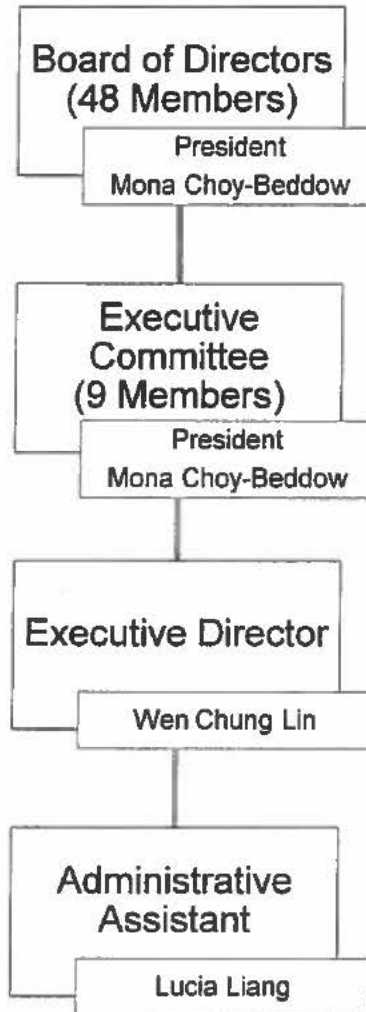 Board of Directors
(48 Members)
President
Mona Choy-Beddow
Executive
Committee
(9 Members)
President
Mona Choy-Beddow
Executive Director
Wen Chung Lin
Administrative
Assistant
Lucia Liang